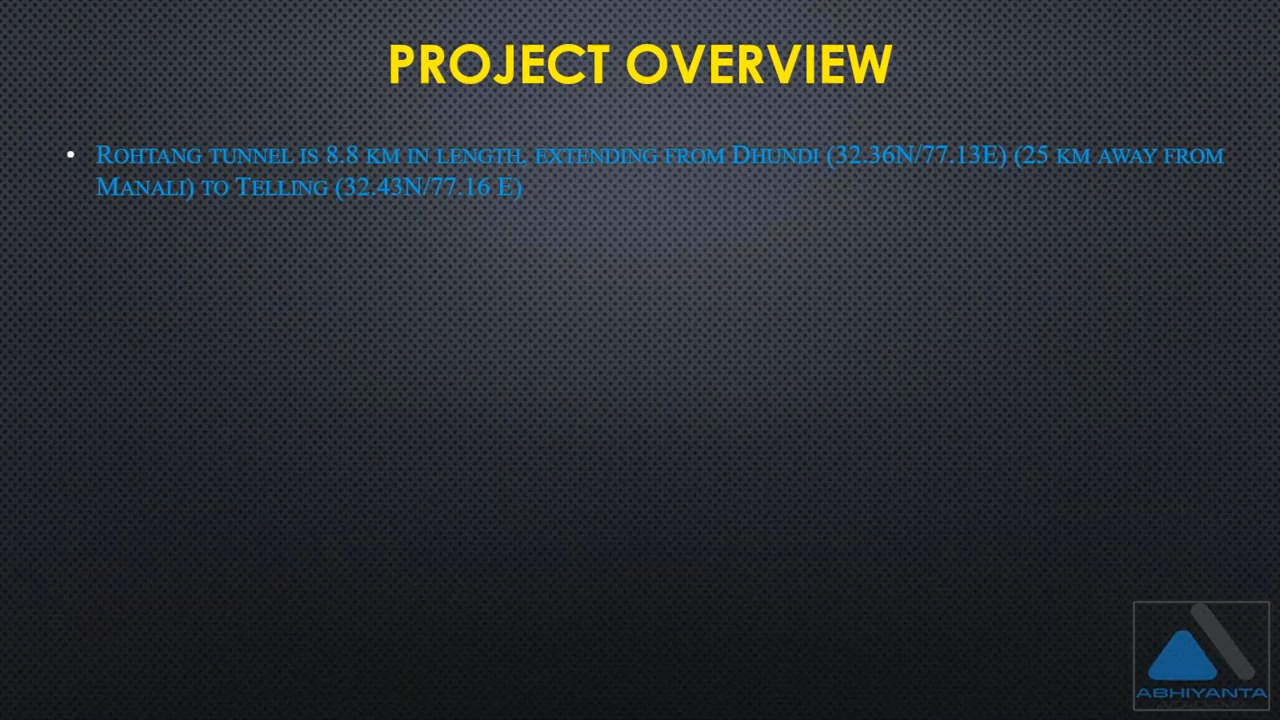 PROJECT OVERVIEW
• ROHTANG TUNNEL IS 8.8 KM IN LENGTH, EXTENDING FROM DHUNDI (32.36N/77.13E) (25 KM AWAY FROM
MANALI) TO TELLING (32.43N/77.16 E)
ABHIYANTA
ACADEMY